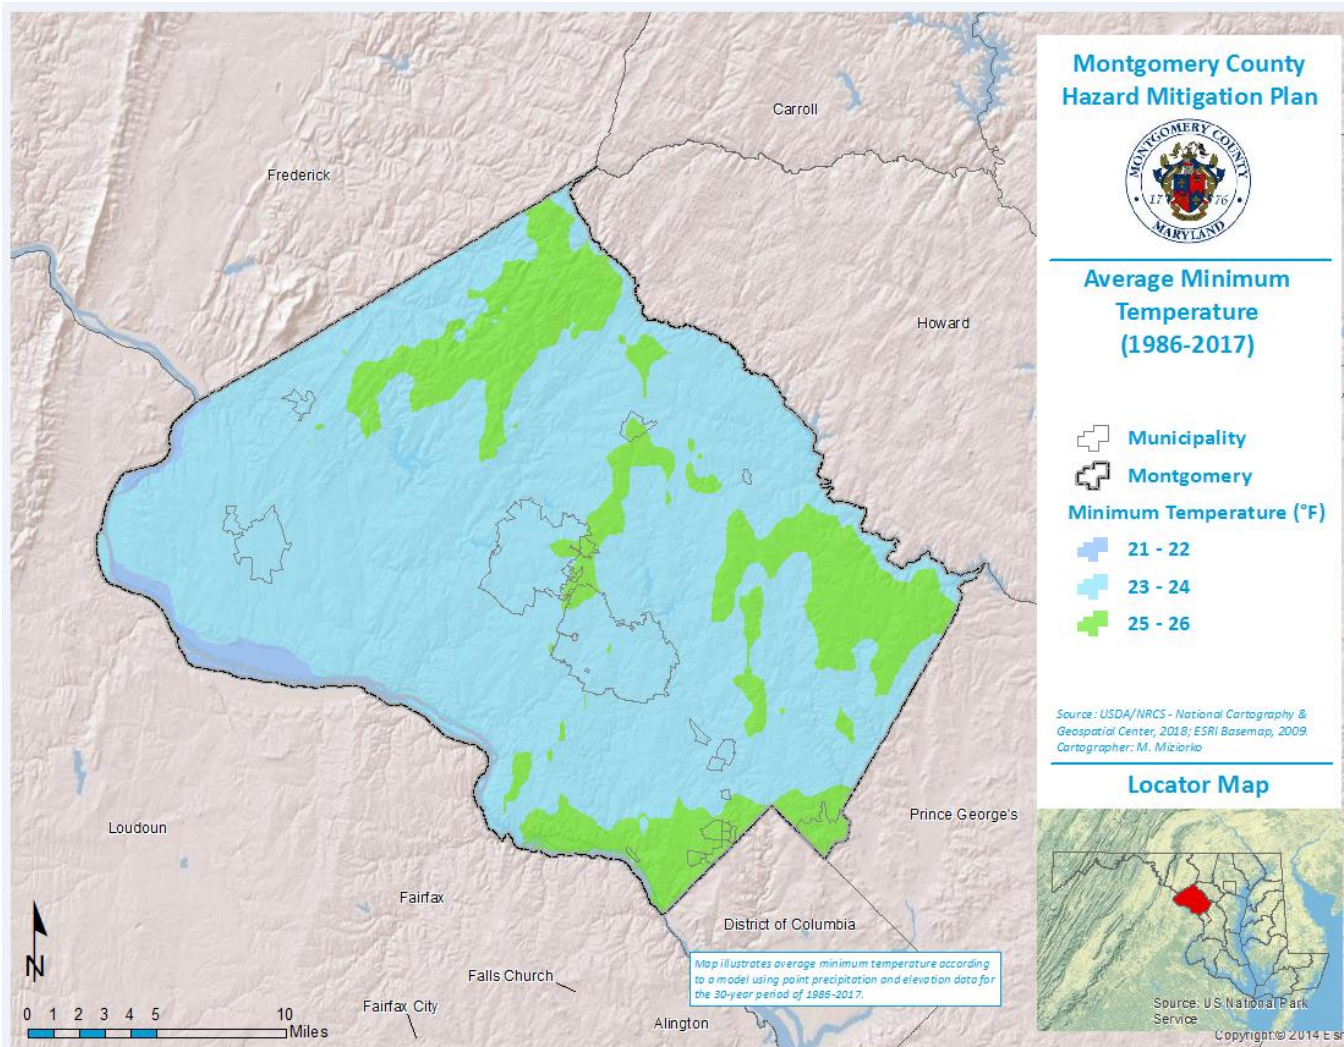 Montgomery County
Hazard Mitigation Plan
MONTGOMERY COUNTY
17 76
MARYLAND
Average Minimum
Temperature
(1986-2017)
Municipality
Montgomery
Minimum Temperature (°F)
21 - 22
23 - 24
25 - 26
Source: USDA/NRCS - National Cartography &
Geospatial Center, 2018; ESRI Basemap, 2009.
Cartographer: M. Miziorko
Locator Map
Source: US National Park
Service
Copyright:© 2014 Esr
Carroll
Frederick
Howard
Prince George's
Loudoun
Fairfax
District of Columbia
Falls Church
Fairfax City
Alington
Map illustrates average minimum temperature according
to a model using point precipitation and elevation data for
the 30-year period of 1986-2017.
N
0 1 2 3 4 5 10
Miles